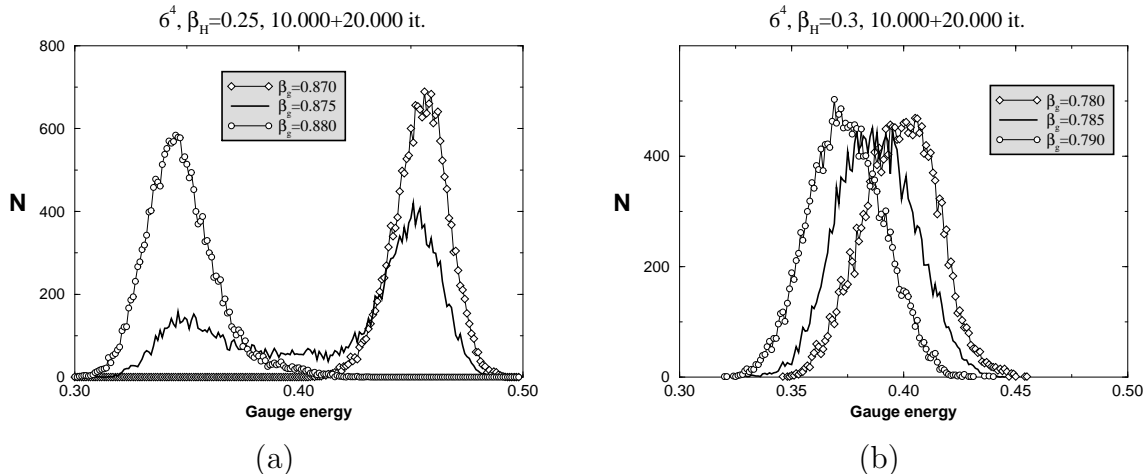 6^4, β_H=0.25, 10.000+20.000 it.
800
600
400
200
0
N
β_g=0.870
β_g=0.875
β_g=0.880
0.30
0.40
0.50
Gauge energy
(a)
6^4, β_H=0.3, 10.000+20.000 it.
400
200
0
N
β_g=0.780
β_g=0.785
β_g=0.790
0.30
0.35
0.40
0.45
0.50
Gauge energy
(b)